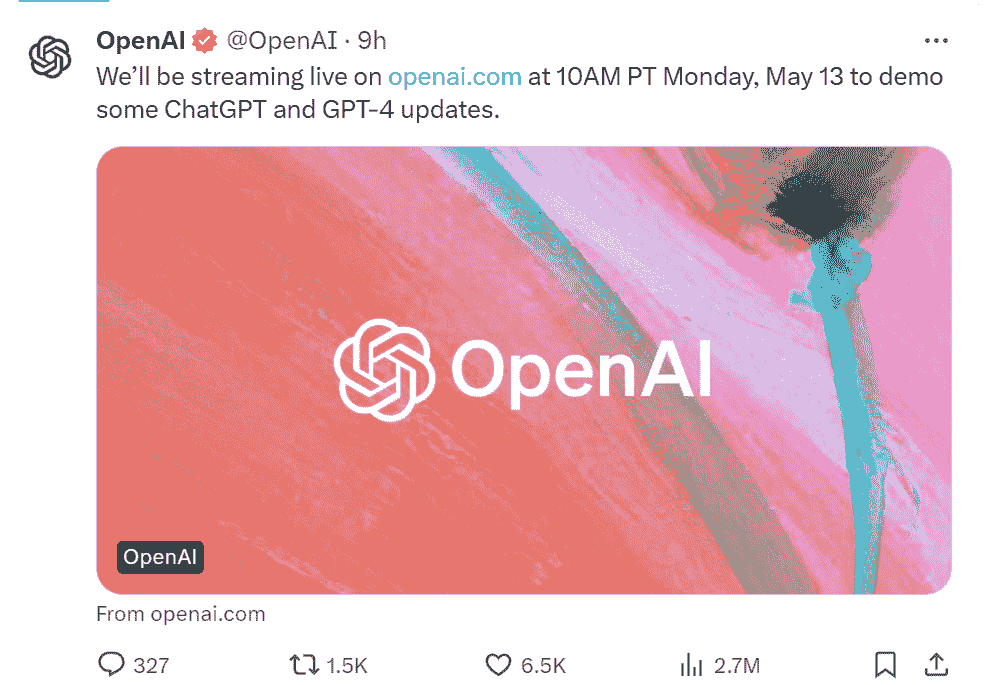 OpenAI @OpenAI · 9h
We’ll be streaming live on openai.com at 10AM PT Monday, May 13 to demo
some ChatGPT and GPT-4 updates.
OpenAI
OpenAI
From openai.com
327 1.5K 6.5K 2.7M